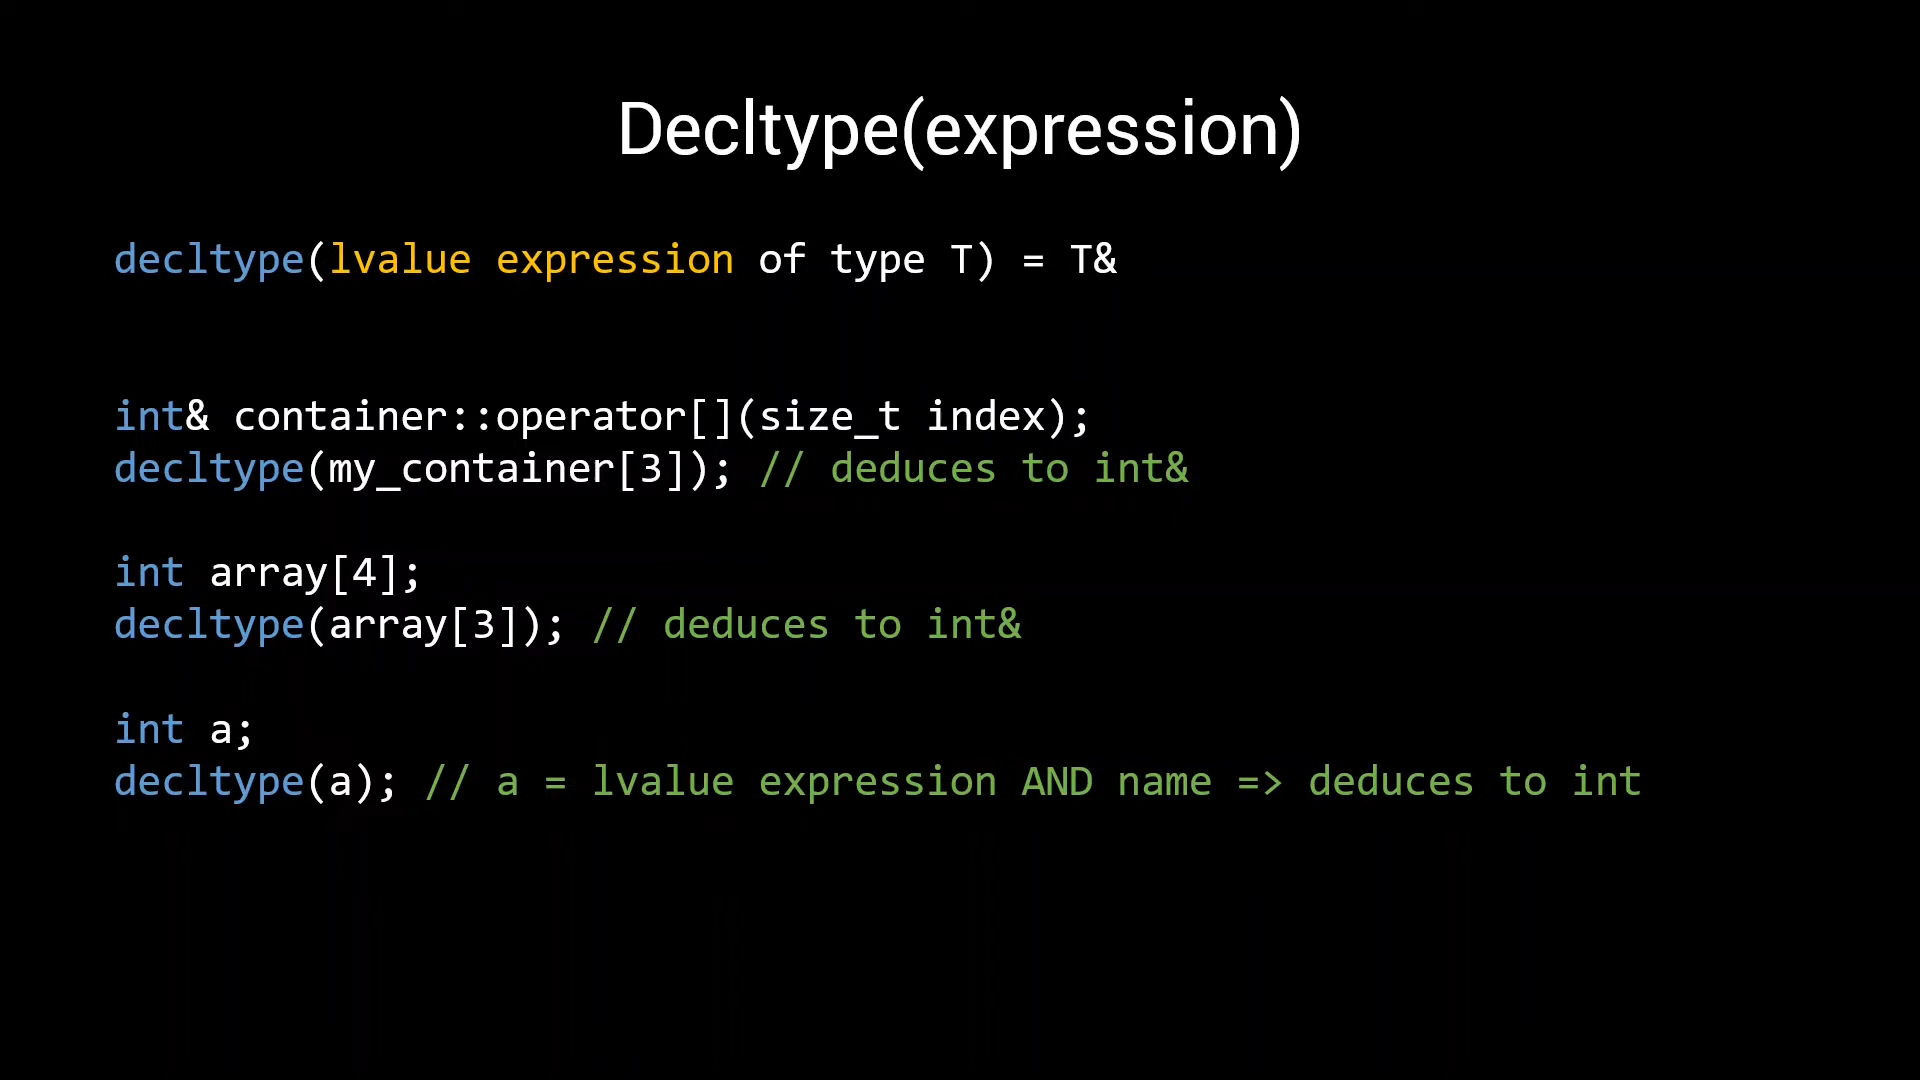 Decltype(expression)
decltype(lvalue expression of type T) = T&
int& container::operator[](size_t index);
decltype(my_container[3]); // deduces to int&
int array[4];
decltype(array[3]); // deduces to int&
int a;
decltype(a); // a = lvalue expression AND name => deduces to int